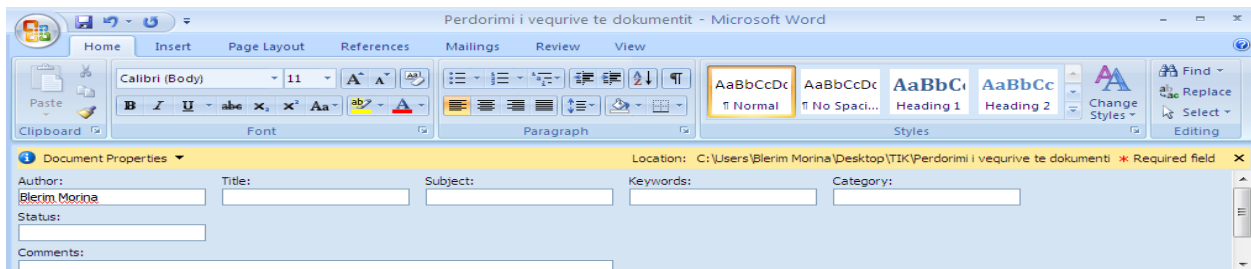 Perdorimi i vequrive te dokumentit - Microsoft Word
Home Insert Page Layout References Mailings Review View
Calibri (Body) 11 A A Aa
AaBbCcDc AaBbCcDc AaBbC AaBbCc
Find
Replace
Select
Paste
B I U abc x₂ x² Aa ab A
¶ Normal ¶ No Spaci... Heading 1 Heading 2
Change Styles
Clipboard Font Paragraph Styles Editing
Document Properties Location: C:\Users\Blerim Morina\Desktop\TIK\Perdorimi i vequrive te dokumenti * Required field
Author: Title: Subject: Keywords: Category:
Blerim Morina
Status:
Comments: